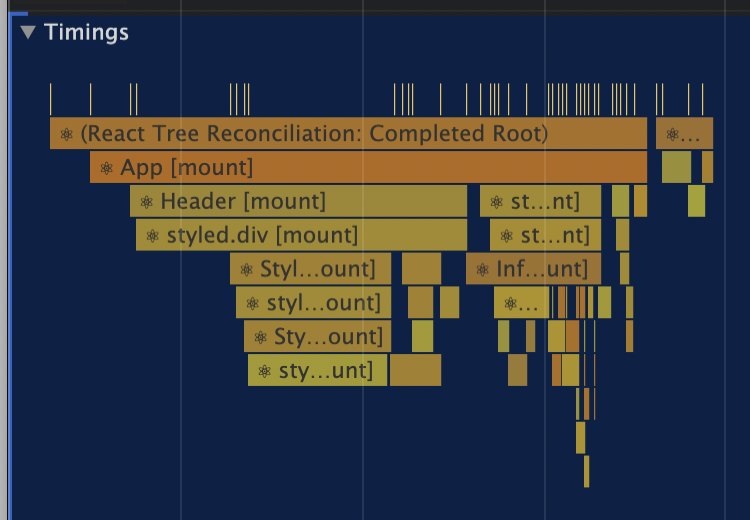 ▼ Timings
⚛ (React Tree Reconciliation: Completed Root)
⚛ ...
⚛ App [mount]
⚛ Header [mount]
⚛ st...nt]
⚛ styled.div [mount]
⚛ st...nt]
⚛ Styl...ount]
⚛ Inf...unt]
⚛ styl...ount]
⚛ ...
⚛ Sty...ount]
⚛ sty...unt]